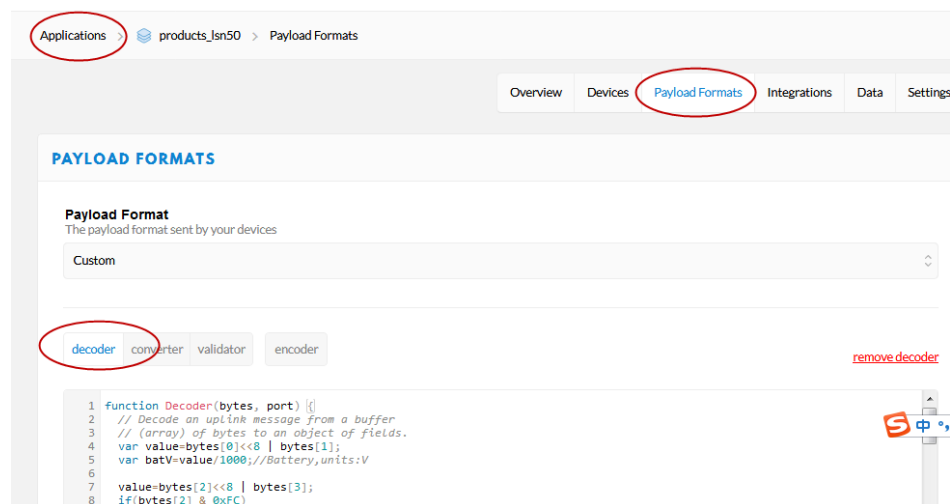 Applications > products_lsn50 > Payload Formats
Overview Devices Payload Formats Integrations Data Settings
PAYLOAD FORMATS
Payload Format
The payload format sent by your devices
Custom
decoder converter validator encoder
remove decoder
1 function Decoder(bytes, port) {
2 // Decode an uplink message from a buffer
3 // (array) of bytes to an object of fields.
4 var value=bytes[0]<<8 | bytes[1];
5 var batV=value/1000;//Battery,units:V
6
7 value=bytes[2]<<8 | bytes[3];
8 if(bytes[2] & 0xFC)
S 中 °,